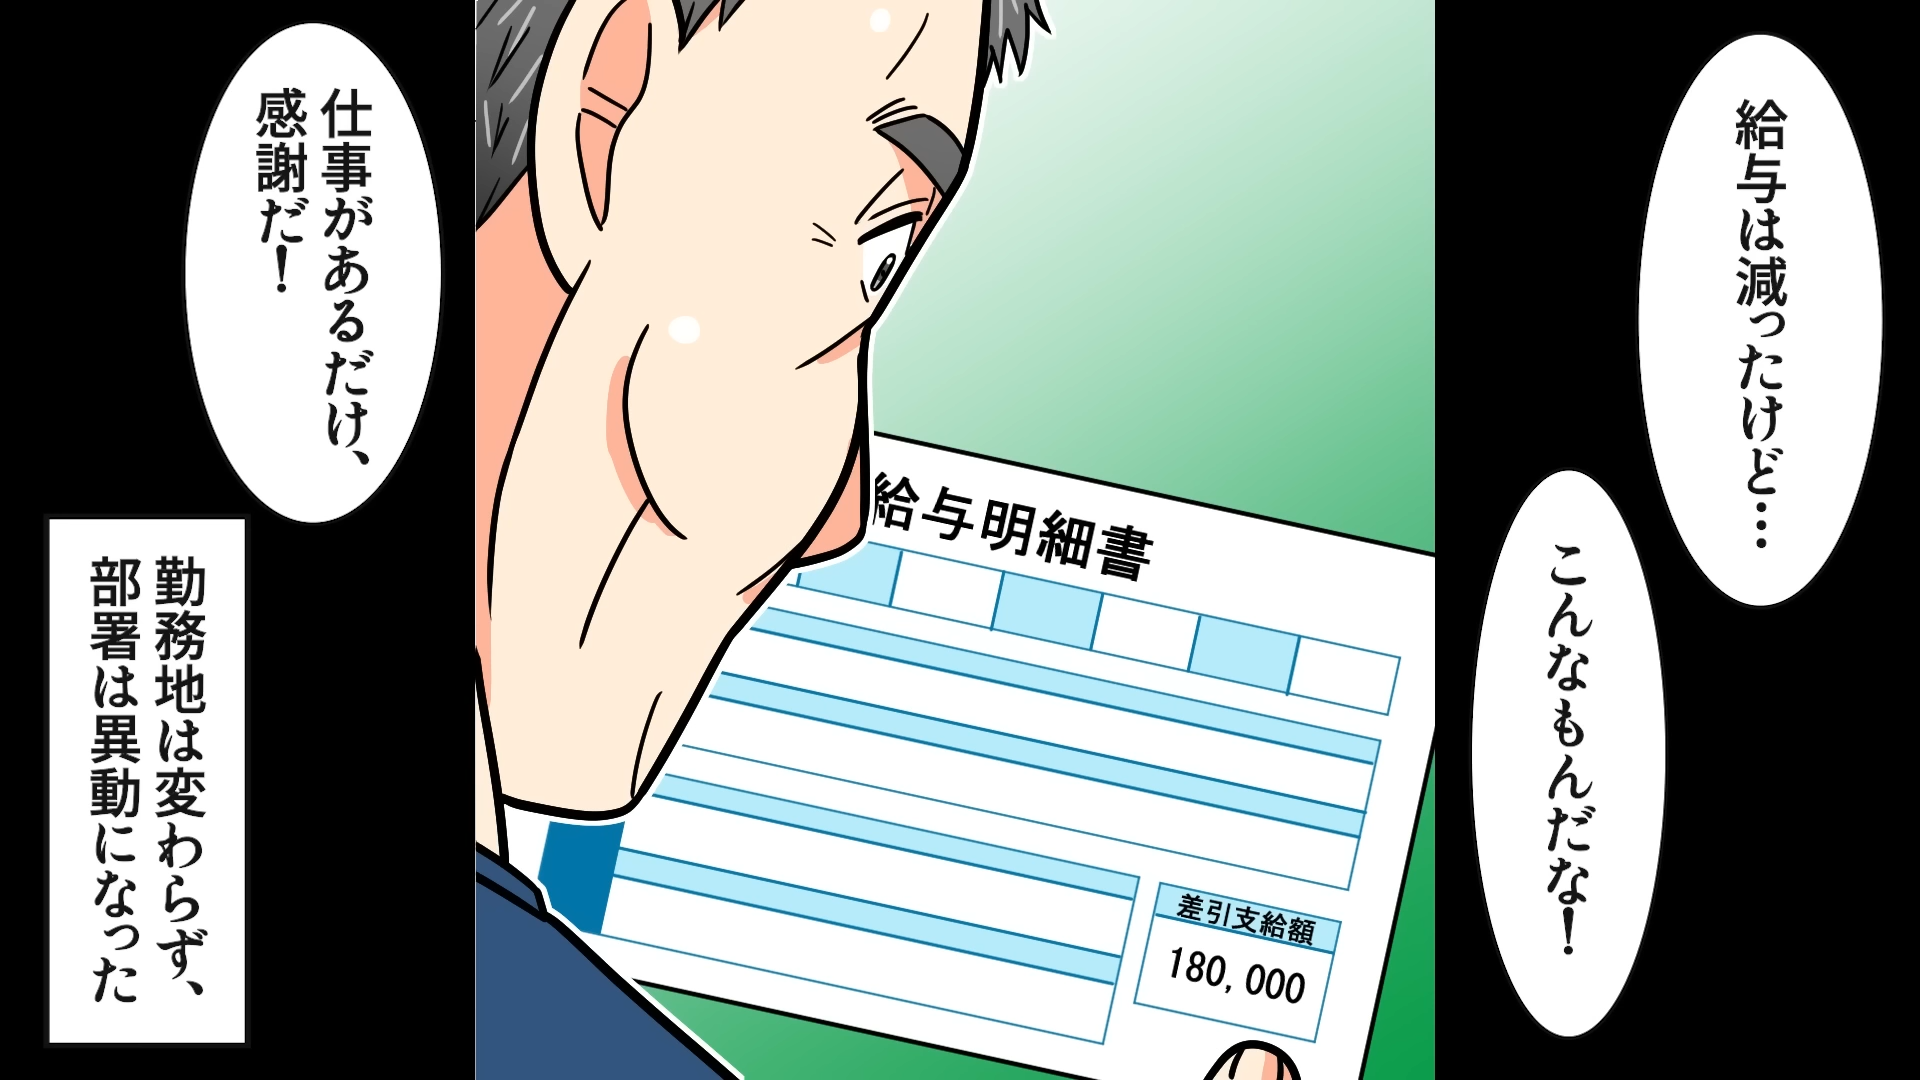 給与は減ったけど…
こんなもんだな！
給与明細書
差引支給額
180,000
仕事があるだけ、
感謝だ！
勤務地は変わらず、
部署は異動になった